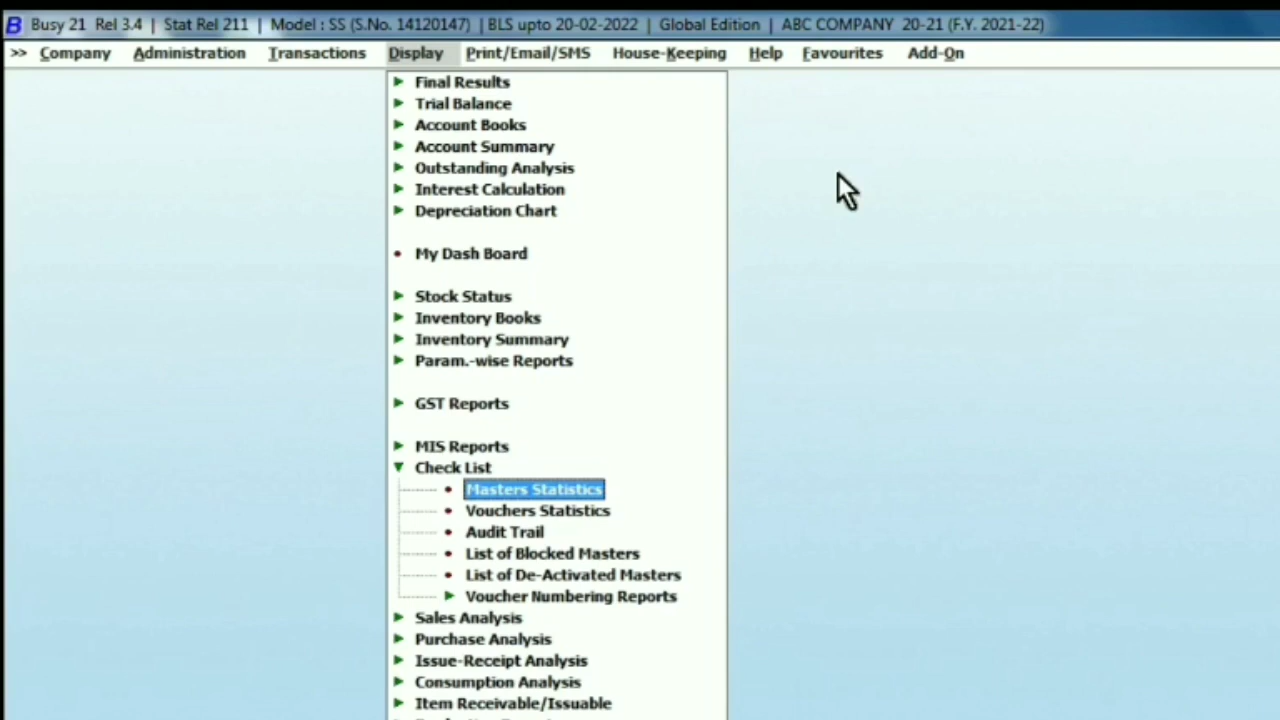 B Busy 21 Rel 3.4 | Stat Rel 211 | Model : SS (S.No. 14120147) | BLS upto 20-02-2022 | Global Edition | ABC COMPANY 20-21 (F.Y. 2021-22)
>> Company Administration Transactions Display Print/Email/SMS House-Keeping Help Favourites Add-On
Final Results
Trial Balance
Account Books
Account Summary
Outstanding Analysis
Interest Calculation
Depreciation Chart
My Dash Board
Stock Status
Inventory Books
Inventory Summary
Param.-wise Reports
GST Reports
MIS Reports
Check List
Masters Statistics
Vouchers Statistics
Audit Trail
List of Blocked Masters
List of De-Activated Masters
Voucher Numbering Reports
Sales Analysis
Purchase Analysis
Issue-Receipt Analysis
Consumption Analysis
Item Receivable/Issuable